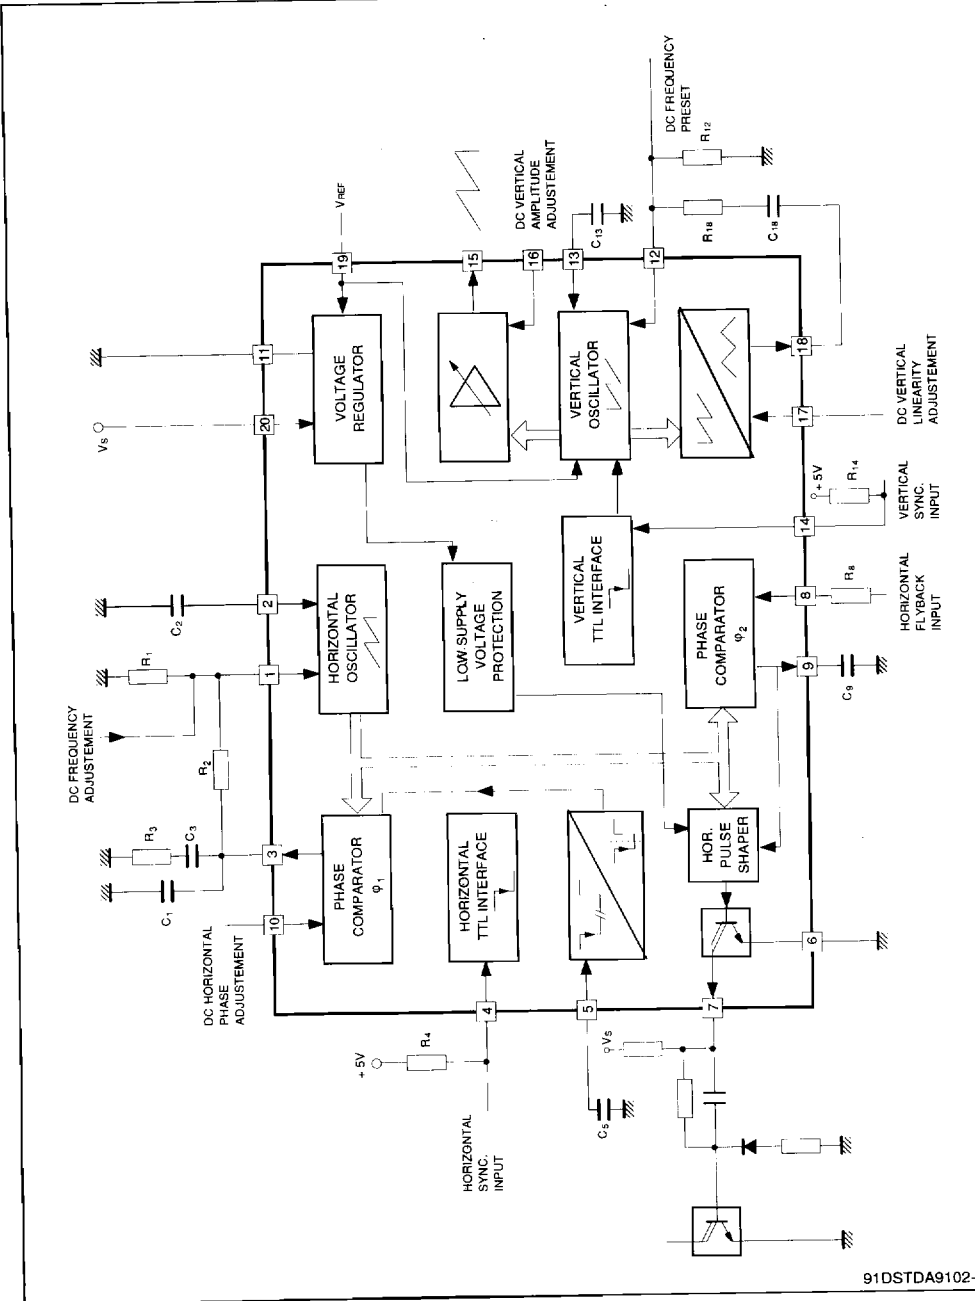 DC HORIZONTAL
PHASE
ADJUSTEMENT
DC FREQUENCY
ADJUSTEMENT
C1
R3
C3
R2
R1
C2
VS
10
3
1
2
20
11
PHASE
COMPARATOR
φ1
HORIZONTAL
OSCILLATOR
VOLTAGE
REGULATOR
19
VREF
+ 5V
R4
4
HORIZONTAL
SYNC.
INPUT
HORIZONTAL
TTL INTERFACE
LOW-SUPPLY
VOLTAGE
PROTECTION
15
16
DC VERTICAL
AMPLITUDE
ADJUSTEMENT
C5
5
VERTICAL
TTL INTERFACE
VERTICAL
OSCILLATOR
13
C13
12
DC FREQUENCY
PRESET
R12
R18
C18
VS
7
HOR.
PULSE
SHAPER
PHASE
COMPARATOR
φ2
6
9
8
14
17
18
C9
R8
HORIZONTAL
FLYBACK
INPUT
+ 5V
R14
VERTICAL
SYNC.
INPUT
DC VERTICAL
LINEARITY
ADJUSTEMENT
91DSTDA9102-